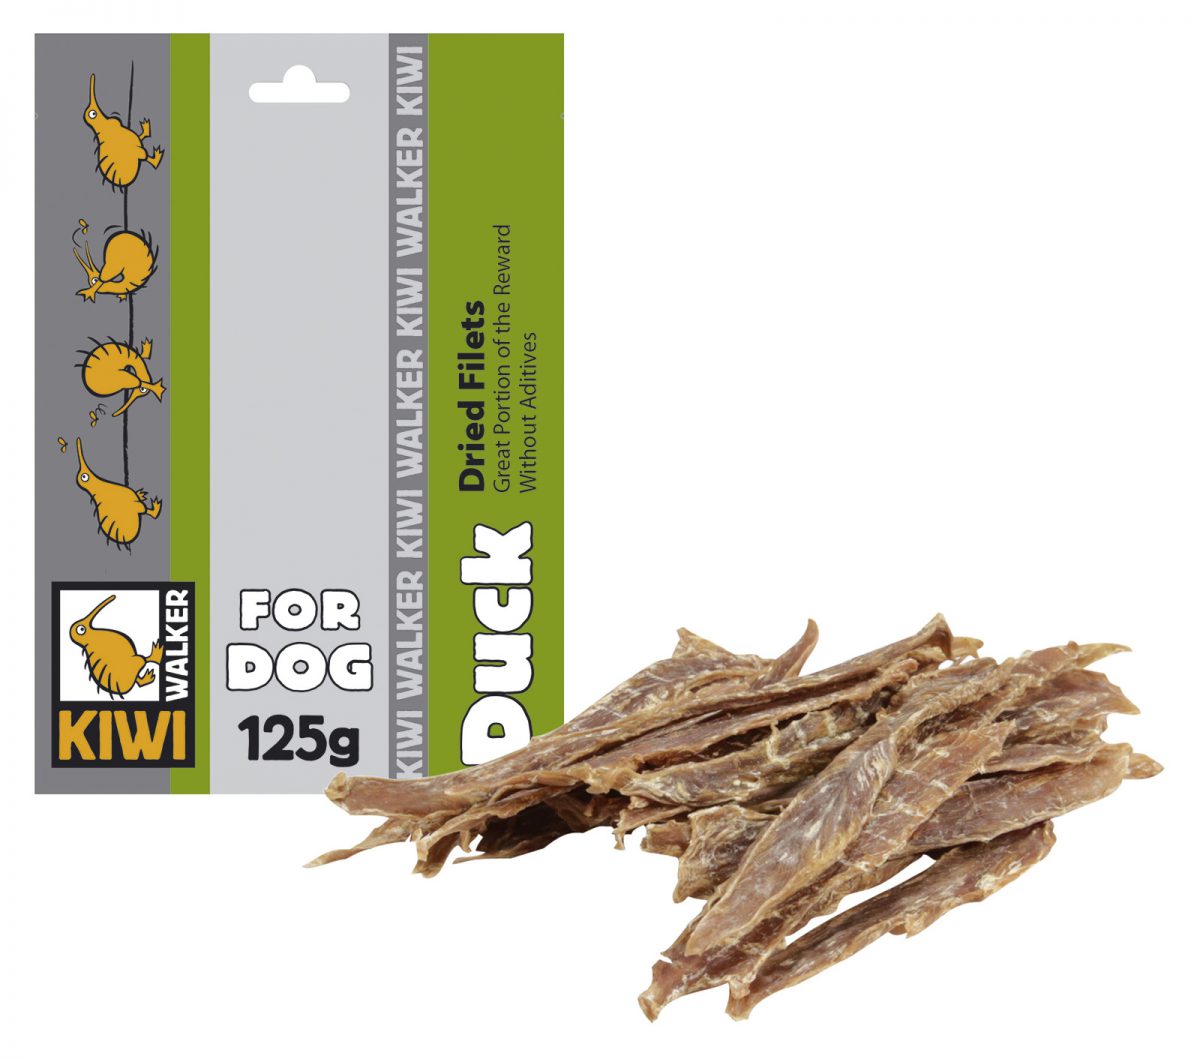 KIWI
WALKER
FOR
DOG
125g
KIWI WALKER KIWI WALKER KIWI WALKER KIWI
DUCK
Dried Filets
Great Portion of the Reward
Without Aditives